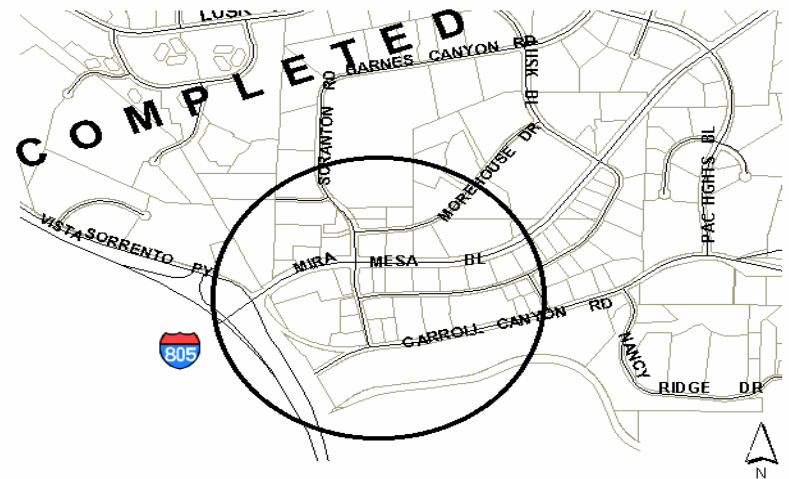 LUSK
COMPLETED
BARNES CANYON RD
LUSK BL
SORANTON RD
MOREHOUSE DR
PAC HGHTS BL
VISTA SORRENTO PY
MIRA MESA BL
CARROLL CANYON RD
805
NANCY RIDGE DR
N